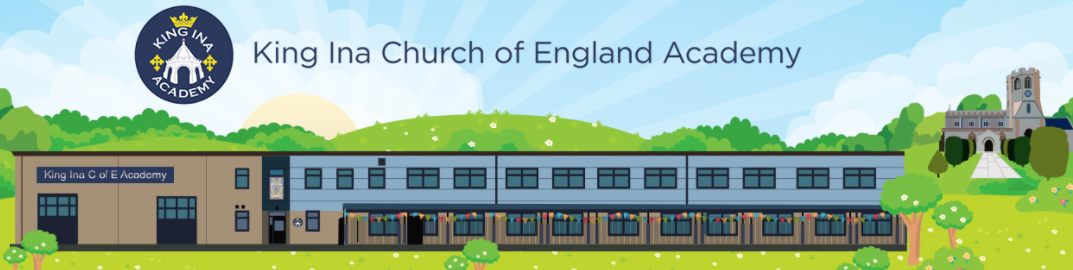 KING INA
ACADEMY
King Ina Church of England Academy
King Ina C of E Academy